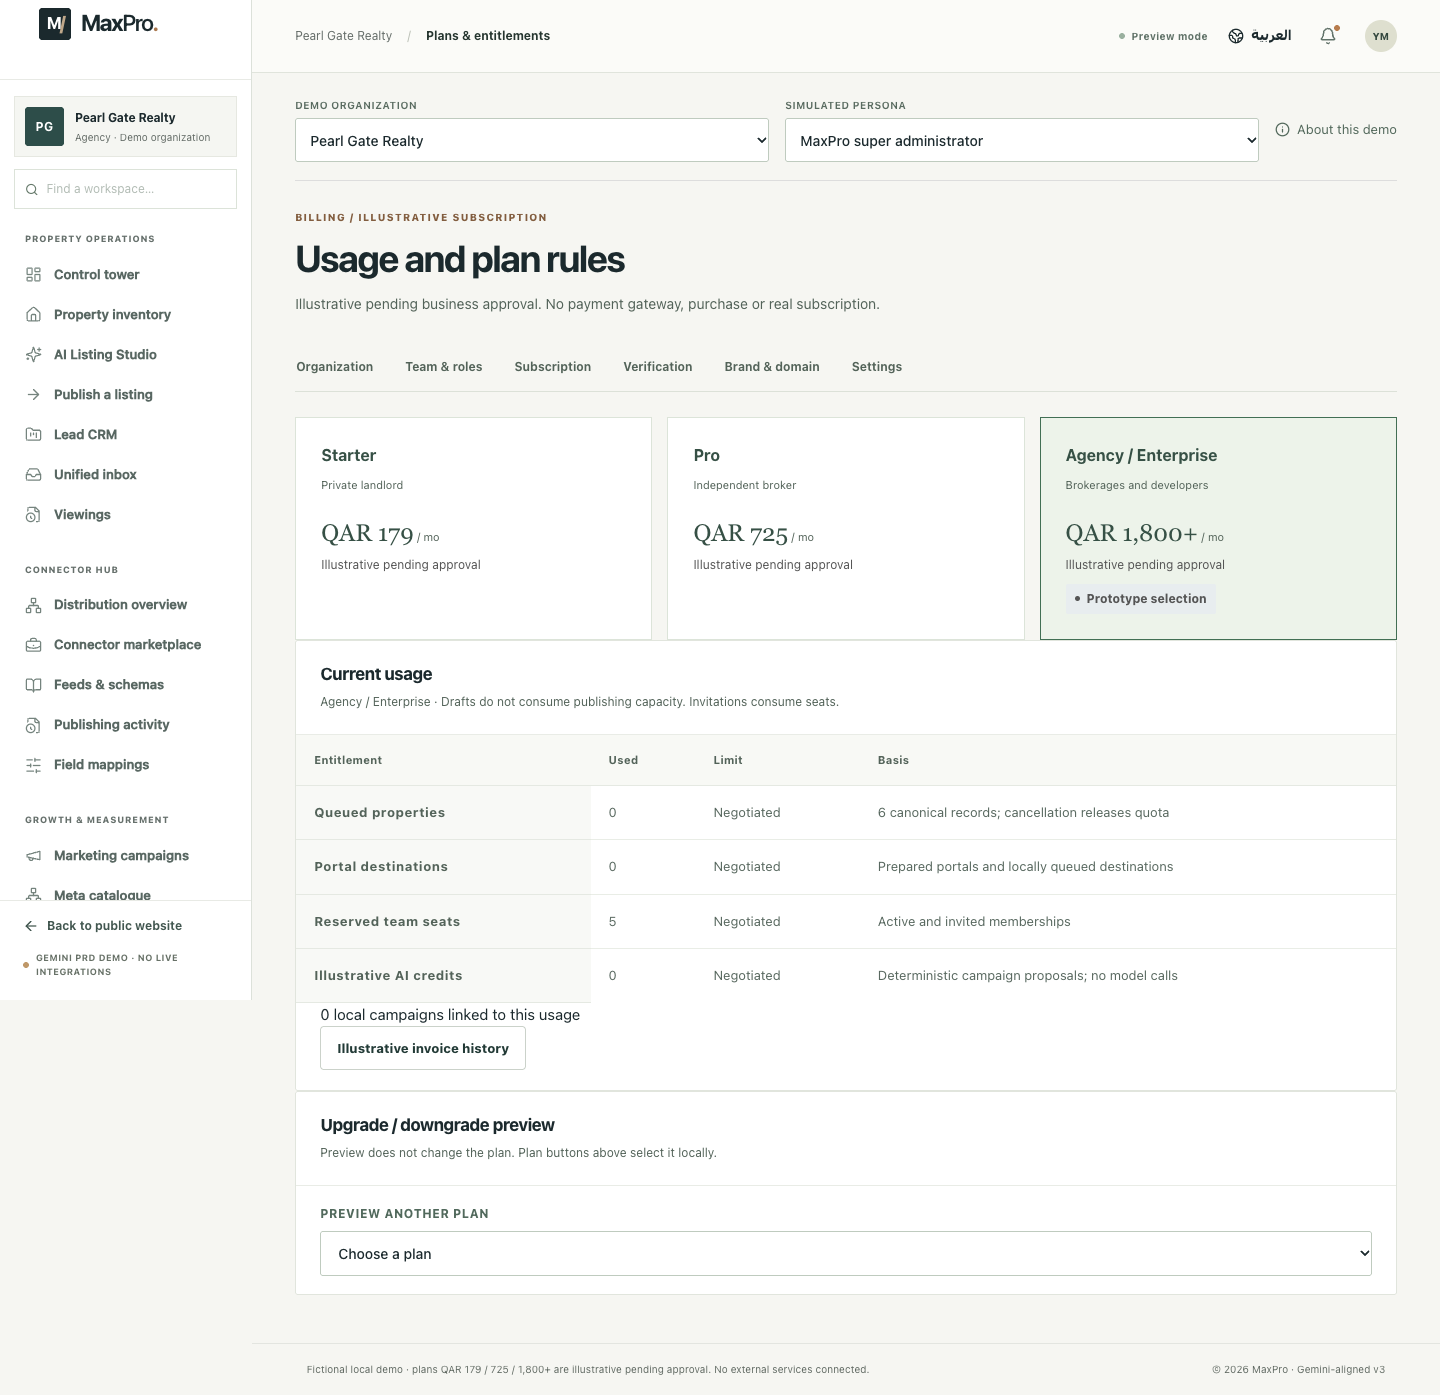 M/ MaxPro.
PG
Pearl Gate Realty
Agency · Demo organization
Find a workspace...
PROPERTY OPERATIONS
Control tower
Property inventory
AI Listing Studio
Publish a listing
Lead CRM
Unified inbox
Viewings
CONNECTOR HUB
Distribution overview
Connector marketplace
Feeds & schemas
Publishing activity
Field mappings
GROWTH & MEASUREMENT
Marketing campaigns
Meta catalogue
Back to public website
GEMINI PRD DEMO · NO LIVE
INTEGRATIONS
Pearl Gate Realty / Plans & entitlements
Preview mode
العربية
YM
DEMO ORGANIZATION
Pearl Gate Realty
SIMULATED PERSONA
MaxPro super administrator
About this demo
BILLING / ILLUSTRATIVE SUBSCRIPTION
Usage and plan rules
Illustrative pending business approval. No payment gateway, purchase or real subscription.
Organization Team & roles Subscription Verification Brand & domain Settings
Starter
Private landlord
QAR 179 / mo
Illustrative pending approval
Pro
Independent broker
QAR 725 / mo
Illustrative pending approval
Agency / Enterprise
Brokerages and developers
QAR 1,800+ / mo
Illustrative pending approval
Prototype selection
Current usage
Agency / Enterprise · Drafts do not consume publishing capacity. Invitations consume seats.
Entitlement Used Limit Basis
Queued properties 0 Negotiated 6 canonical records; cancellation releases quota
Portal destinations 0 Negotiated Prepared portals and locally queued destinations
Reserved team seats 5 Negotiated Active and invited memberships
Illustrative AI credits 0 Negotiated Deterministic campaign proposals; no model calls
0 local campaigns linked to this usage
Illustrative invoice history
Upgrade / downgrade preview
Preview does not change the plan. Plan buttons above select it locally.
PREVIEW ANOTHER PLAN
Choose a plan
Fictional local demo · plans QAR 179 / 725 / 1,800+ are illustrative pending approval. No external services connected.
© 2026 MaxPro · Gemini-aligned v3